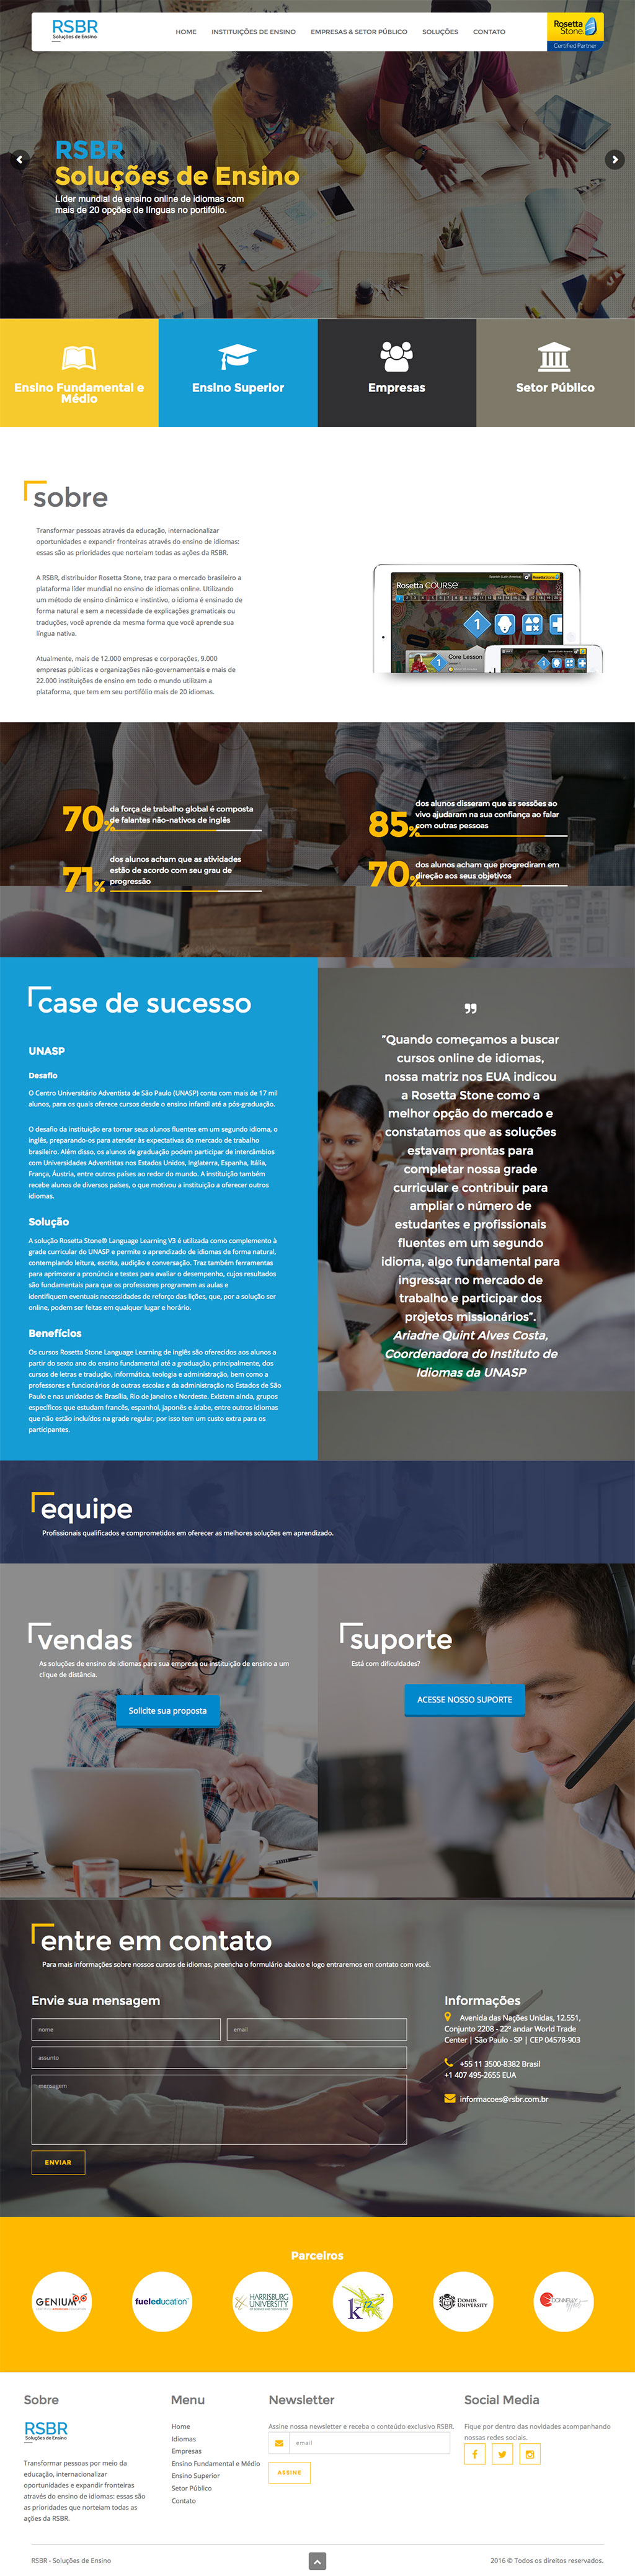 RSBR
Soluções de Ensino
HOME
INSTITUIÇÕES DE ENSINO
EMPRESAS & SETOR PÚBLICO
SOLUÇÕES
CONTATO
Rosetta
Stone
Certified Partner
RSBR
Soluções de Ensino
Líder mundial de ensino online de idiomas com
mais de 20 opções de línguas no portifólio.
Ensino Fundamental e
Médio
Ensino Superior
Empresas
Setor Público
sobre
Transformar pessoas através da educação, internacionalizar
oportunidades e expandir fronteiras através do ensino de idiomas:
essas são as prioridades que norteiam todas as ações da RSBR.
A RSBR, distribuidor Rosetta Stone, traz para o mercado brasileiro a
plataforma líder mundial no ensino de idiomas online. Utilizando
um método de ensino dinâmico e instintivo, o idioma é ensinado de
forma natural e sem a necessidade de explicações gramaticais ou
traduções, você aprende da mesma forma que você aprende sua
língua nativa.
Atualmente, mais de 12.000 empresas e corporações, 9.000
empresas públicas e organizações não-governamentais e mais de
22.000 instituições de ensino em todo o mundo utilizam a
plataforma, que tem em seu portifólio mais de 20 idiomas.
Rosetta COURSE
1
Core Lesson
1
70%
da força de trabalho global é composta
de falantes não-nativos de inglês
85%
dos alunos disseram que as sessões ao
vivo ajudaram na sua confiança ao falar
com outras pessoas
71%
dos alunos acham que as atividades
estão de acordo com seu grau de
progressão
70%
dos alunos acham que progrediram em
direção aos seus objetivos
case de sucesso
UNASP
Desafio
O Centro Universitário Adventista de São Paulo (UNASP) conta com mais de 17 mil
alunos, para os quais oferece cursos desde o ensino infantil até a pós-graduação.
O desafio da instituição era tornar seus alunos fluentes em um segundo idioma, o
inglês, preparando-os para atender às expectativas do mercado de trabalho
brasileiro. Além disso, os alunos de graduação podem participar de intercâmbios
com Universidades Adventistas nos Estados Unidos, Inglaterra, Espanha, Itália,
França, Áustria, entre outros países ao redor do mundo. A instituição também
recebe alunos de diversos países, o que motivou a instituição a oferecer outros
idiomas.
Solução
A solução Rosetta Stone® Language Learning V3 é utilizada como complemento à
grade curricular do UNASP e permite o aprendizado de idiomas de forma natural,
contemplando leitura, escrita, audição e conversação. Traz também ferramentas
para aprimorar a pronúncia e testes para avaliar o desempenho, cujos resultados
são fundamentais para que os professores programem as aulas e
identifiquem eventuais necessidades de reforço das lições, que, por a solução ser
online, podem ser feitas em qualquer lugar e horário.
Benefícios
Os cursos Rosetta Stone Language Learning de inglês são oferecidos aos alunos a
partir do sexto ano do ensino fundamental até a graduação, principalmente, dos
cursos de letras e tradução, informática, teologia e administração, bem como a
professores e funcionários de outras escolas e da administração no Estados de São
Paulo e nas unidades de Brasília, Rio de Janeiro e Nordeste. Existem ainda, grupos
específicos que estudam francês, espanhol, japonês e árabe, entre outros idiomas
que não estão incluídos na grade regular, por isso tem um custo extra para os
participantes.
"Quando começamos a buscar
cursos online de idiomas,
nossa matriz nos EUA indicou
a Rosetta Stone como a
melhor opção do mercado e
constatamos que as soluções
estavam prontas para
completar nossa grade
curricular e contribuir para
ampliar o número de
estudantes e profissionais
fluentes em um segundo
idioma, algo fundamental para
ingressar no mercado de
trabalho e participar dos
projetos missionários".
Ariadne Quint Alves Costa,
Coordenadora do Instituto de
Idiomas da UNASP
equipe
Profissionais qualificados e comprometidos em oferecer as melhores soluções em aprendizado.
vendas
As soluções de ensino de idiomas para sua empresa ou instituição de ensino a um
clique de distância.
Solicite sua proposta
suporte
Está com dificuldades?
ACESSE NOSSO SUPORTE
entre em contato
Para mais informações sobre nossos cursos de idiomas, preencha o formulário abaixo e logo entraremos em contato com você.
Envie sua mensagem
nome
email
assunto
mensagem
ENVIAR
Informações
Avenida das Nações Unidas, 12.551,
Conjunto 2208 - 22º andar World Trade
Center | São Paulo - SP | CEP 04578-903
+55 11 3500-8382 Brasil
+1 407 495-2655 EUA
informacoes@rsbr.com.br
Parceiros
GENIUM
fueleducation
HARRISBURG
UNIVERSITY
k12
DOMUS
UNIVERSITY
DONNELLY
Sobre
RSBR
Soluções de Ensino
Transformar pessoas por meio da
educação, internacionalizar
oportunidades e expandir fronteiras
através do ensino de idiomas: essas são
as prioridades que norteiam todas as
ações da RSBR.
Menu
Home
Idiomas
Empresas
Ensino Fundamental e Médio
Ensino Superior
Setor Público
Contato
Newsletter
Assine nossa newsletter e receba o conteúdo exclusivo RSBR.
email
ASSINE
Social Media
Fique por dentro das novidades acompanhando
nossas redes sociais.
RSBR - Soluções de Ensino
2016 © Todos os direitos reservados.